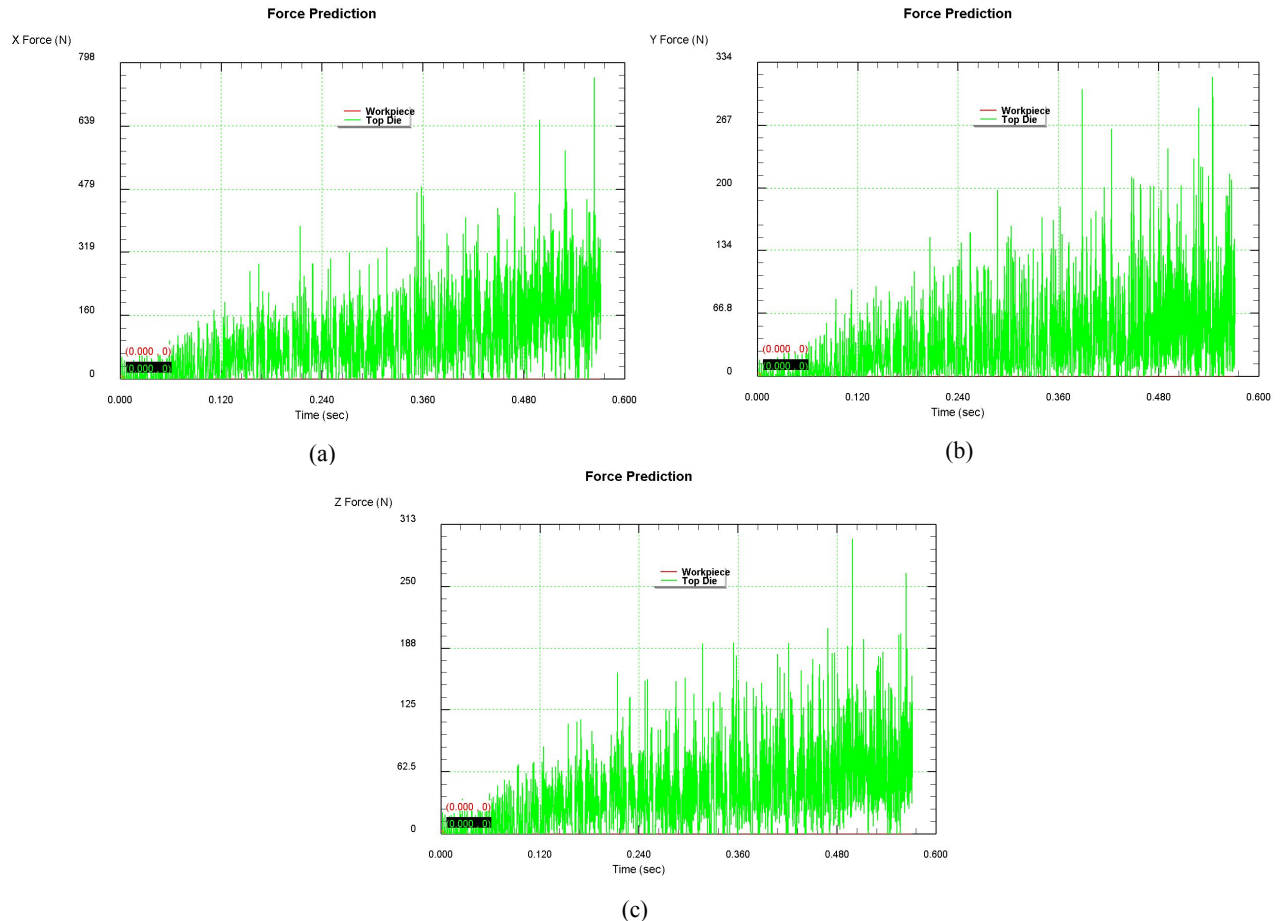 Force Prediction
X Force (N)
798
639
479
319
160
0
Workpiece
Top Die
(0.000 0)
(0.000 0)
0.000 0.120 0.240 0.360 0.480 0.600
Time (sec)
(a)
Force Prediction
Y Force (N)
334
267
200
134
66.8
0
Workpiece
Top Die
(0.000 0)
(0.000 0)
0.000 0.120 0.240 0.360 0.480 0.600
Time (sec)
(b)
Force Prediction
Z Force (N)
313
250
188
125
62.5
0
Workpiece
Top Die
(0.000 0)
(0.000 0)
0.000 0.120 0.240 0.360 0.480 0.600
Time (sec)
(c)